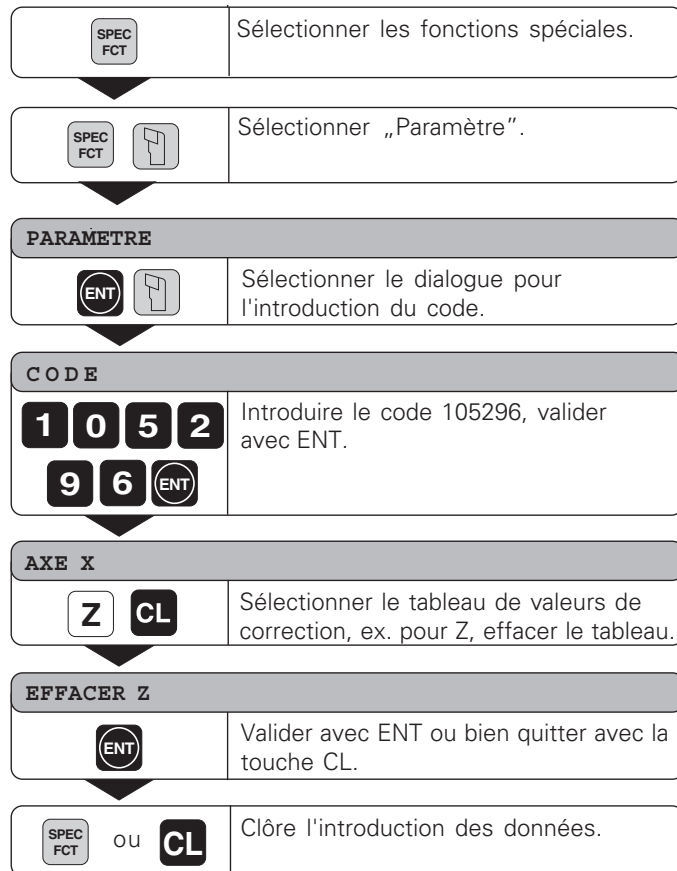 SPEC
FCT
Sélectionner les fonctions spéciales.
SPEC
FCT
Sélectionner „Paramètre".
PARAMETRE
ENT
Sélectionner le dialogue pour
l'introduction du code.
CODE
1 0 5 2
9 6 ENT
Introduire le code 105296, valider
avec ENT.
AXE X
Z CL
Sélectionner le tableau de valeurs de
correction, ex. pour Z, effacer le tableau.
EFFACER Z
ENT
Valider avec ENT ou bien quitter avec la
touche CL.
SPEC
FCT
ou CL
Clôre l'introduction des données.